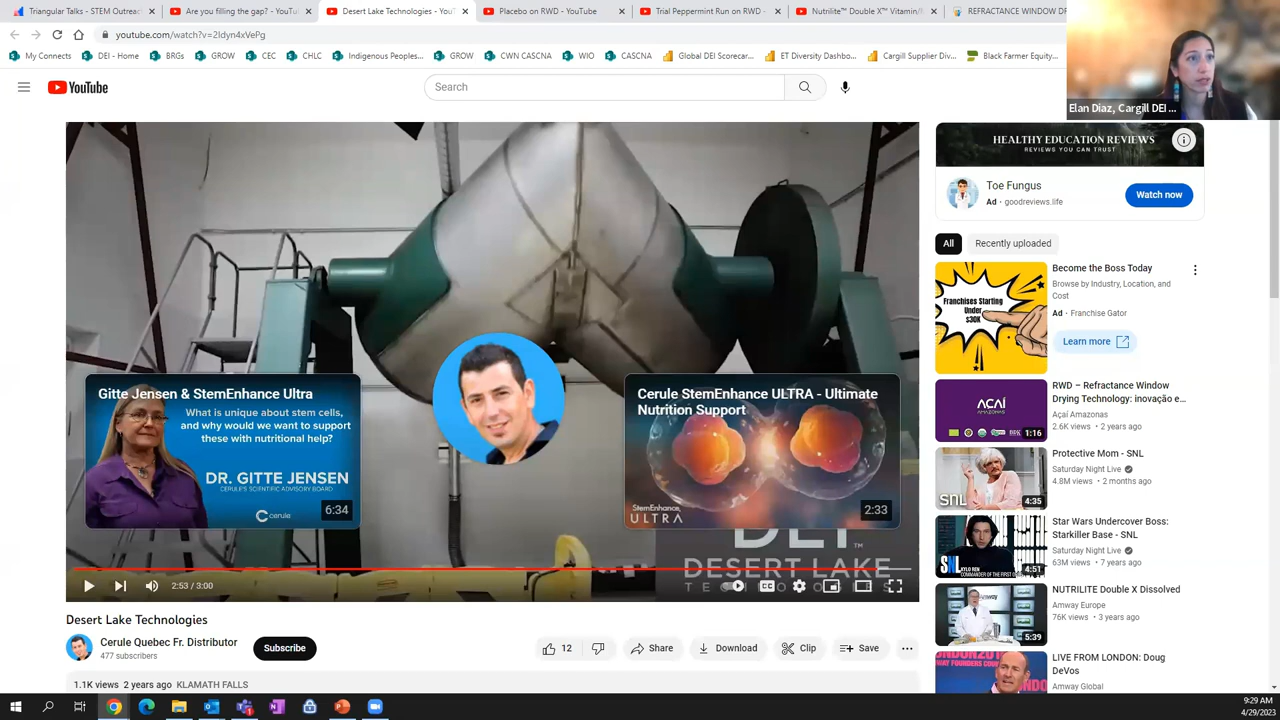 Triangular Talks - STEM Outreac
Are you filling the gap? - CERUL
Desert Lake Technologies - YouT
Placebo on RWD - YouTube
Trial Peppermint Run on RWD -
Nutrilite™ Double X™ Vitamin/M
REFRACTANCE WINDOW DR
youtube.com/watch?v=2Idyn4xVePg
My Connects
DEI - Home
BRGs
GROW
CEC
CHLC
Indigenous Peoples...
GROW
CWN CASCNA
WIO
CASCNA
Global DEI Scorecar...
ET Diversity Dashbo...
Cargill Supplier Div...
Black Farmer Equity...
Elan Diaz, Cargill DEI ...
YouTube
Search
Gitte Jensen & StemEnhance Ultra
What is unique about stem cells,
and why would we want to support
these with nutritional help?
DR. GITTE JENSEN
CERULE'S SCIENTIFIC ADVISORY BOARD
cerule
6:34
Cerule StemEnhance ULTRA - Ultimate
Nutrition Support
STEMENHANCE
ULTRA
2:33
DESERT LAKE
2:53 / 3:00
CC
Desert Lake Technologies
Cerule Quebec Fr. Distributor
477 subscribers
Subscribe
12
Share
Download
Clip
Save
1.1K views 2 years ago KLAMATH FALLS
HEALTHY EDUCATION REVIEWS
REVIEWS YOU CAN TRUST
Toe Fungus
Ad · goodreviews.life
Watch now
All
Recently uploaded
Franchises Starting
Under
$30K
Become the Boss Today
Browse by Industry, Location, and
Cost
Ad · Franchise Gator
Learn more
AÇAÍ
AMAZONAS
1:16
RWD – Refractance Window
Drying Technology: inovação e...
Açaí Amazonas
2.6K views • 2 years ago
SNL
4:35
Protective Mom - SNL
Saturday Night Live
4.8M views • 2 months ago
KYLO REN
4:51
Star Wars Undercover Boss:
Starkiller Base - SNL
Saturday Night Live
63M views • 7 years ago
Amway
5:39
NUTRILITE Double X Dissolved
Amway Europe
76K views • 3 years ago
LIVE FROM LONDON: Doug
DeVos
Amway Global
9:29 AM
4/29/2023